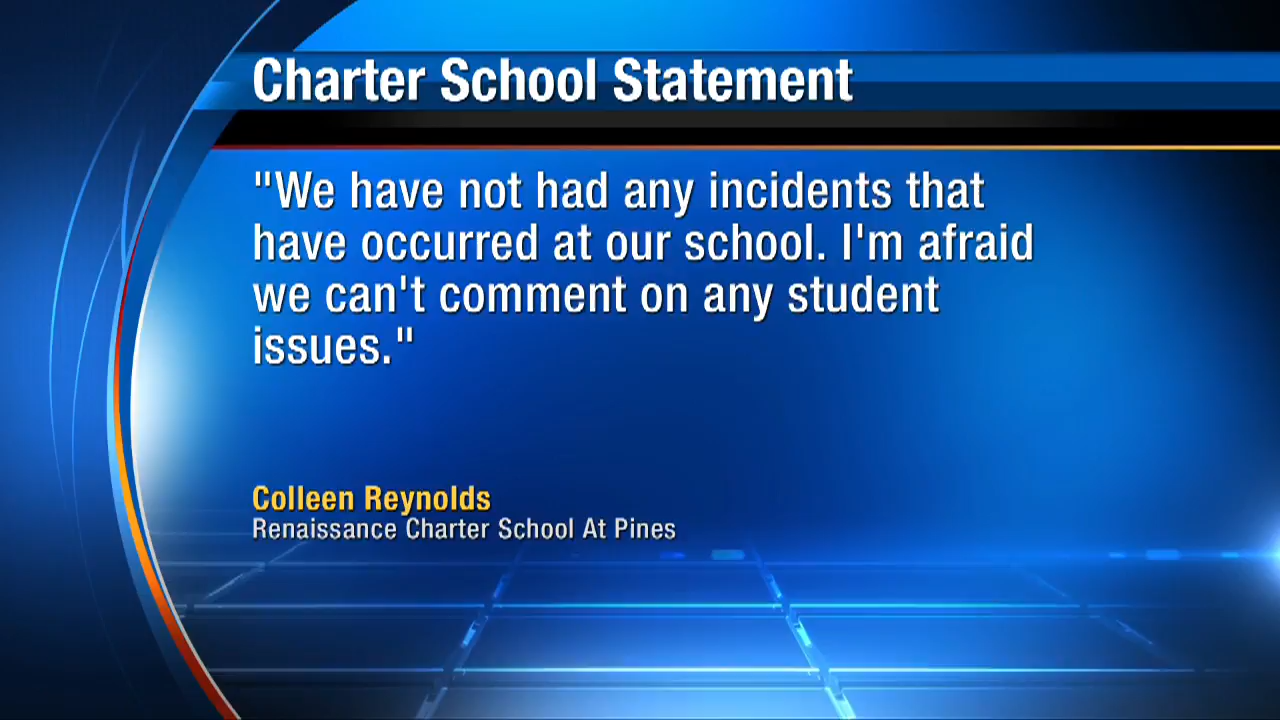 Charter School Statement
"We have not had any incidents that
have occurred at our school. I'm afraid
we can't comment on any student
issues."
Colleen Reynolds
Renaissance Charter School At Pines